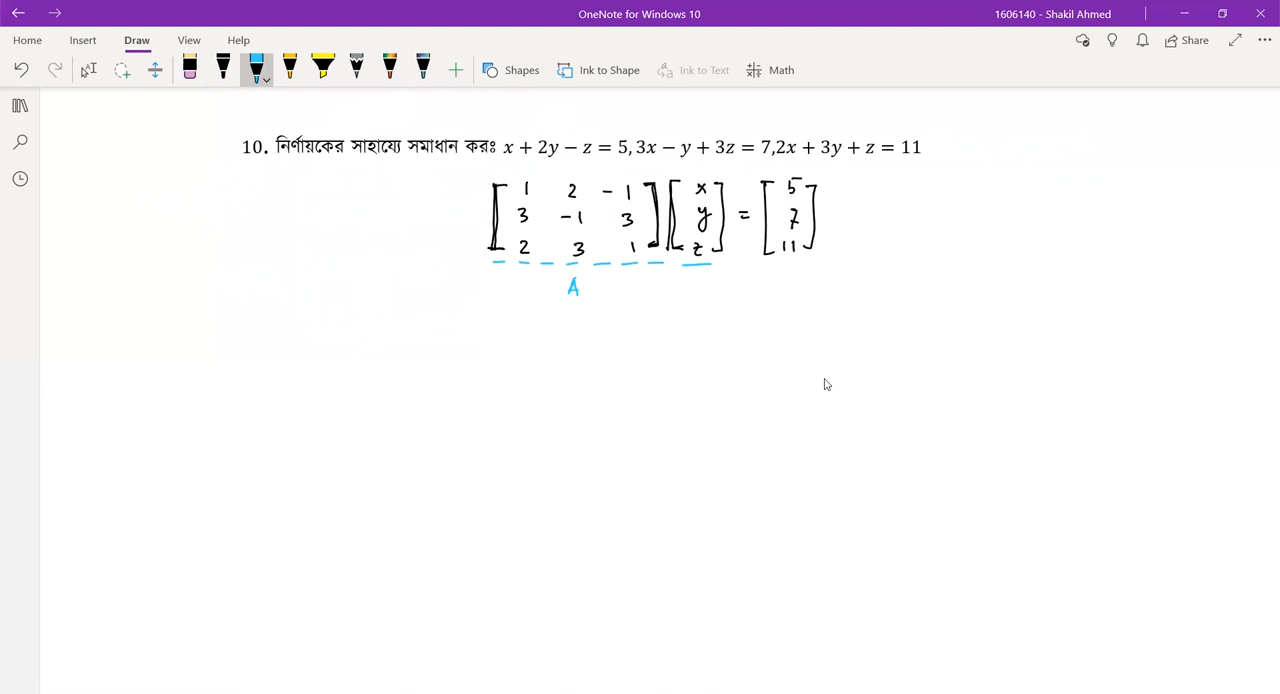 OneNote for Windows 10
1606140 - Shakil Ahmed
Home Insert Draw View Help
Share
Shapes Ink to Shape Ink to Text Math
10. নির্ণায়কের সাহায্যে সমাধান করঃ x + 2y − z = 5, 3x − y + 3z = 7,2x + 3y + z = 11
1 2 -1 x 5
3 -1 3 y = 7
2 3 1 z 11
A